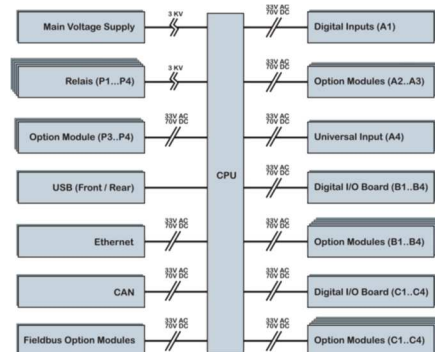 Main Voltage Supply
3 KV
33V AC
70V DC
Digital Inputs (A1)
Relais (P1...P4)
3 KV
33V AC
70V DC
Option Modules (A2..A3)
Option Module (P3..P4)
33V AC
70V DC
33V AC
70V DC
Universal Input (A4)
USB (Front / Rear)
CPU
33V AC
70V DC
Digital I/O Board (B1..B4)
Ethernet
33V AC
70V DC
33V AC
70V DC
Option Modules (B1..B4)
CAN
33V AC
70V DC
33V AC
70V DC
Digital I/O Board (C1..C4)
Fieldbus Option Modules
33V AC
70V DC
33V AC
70V DC
Option Modules (C1..C4)